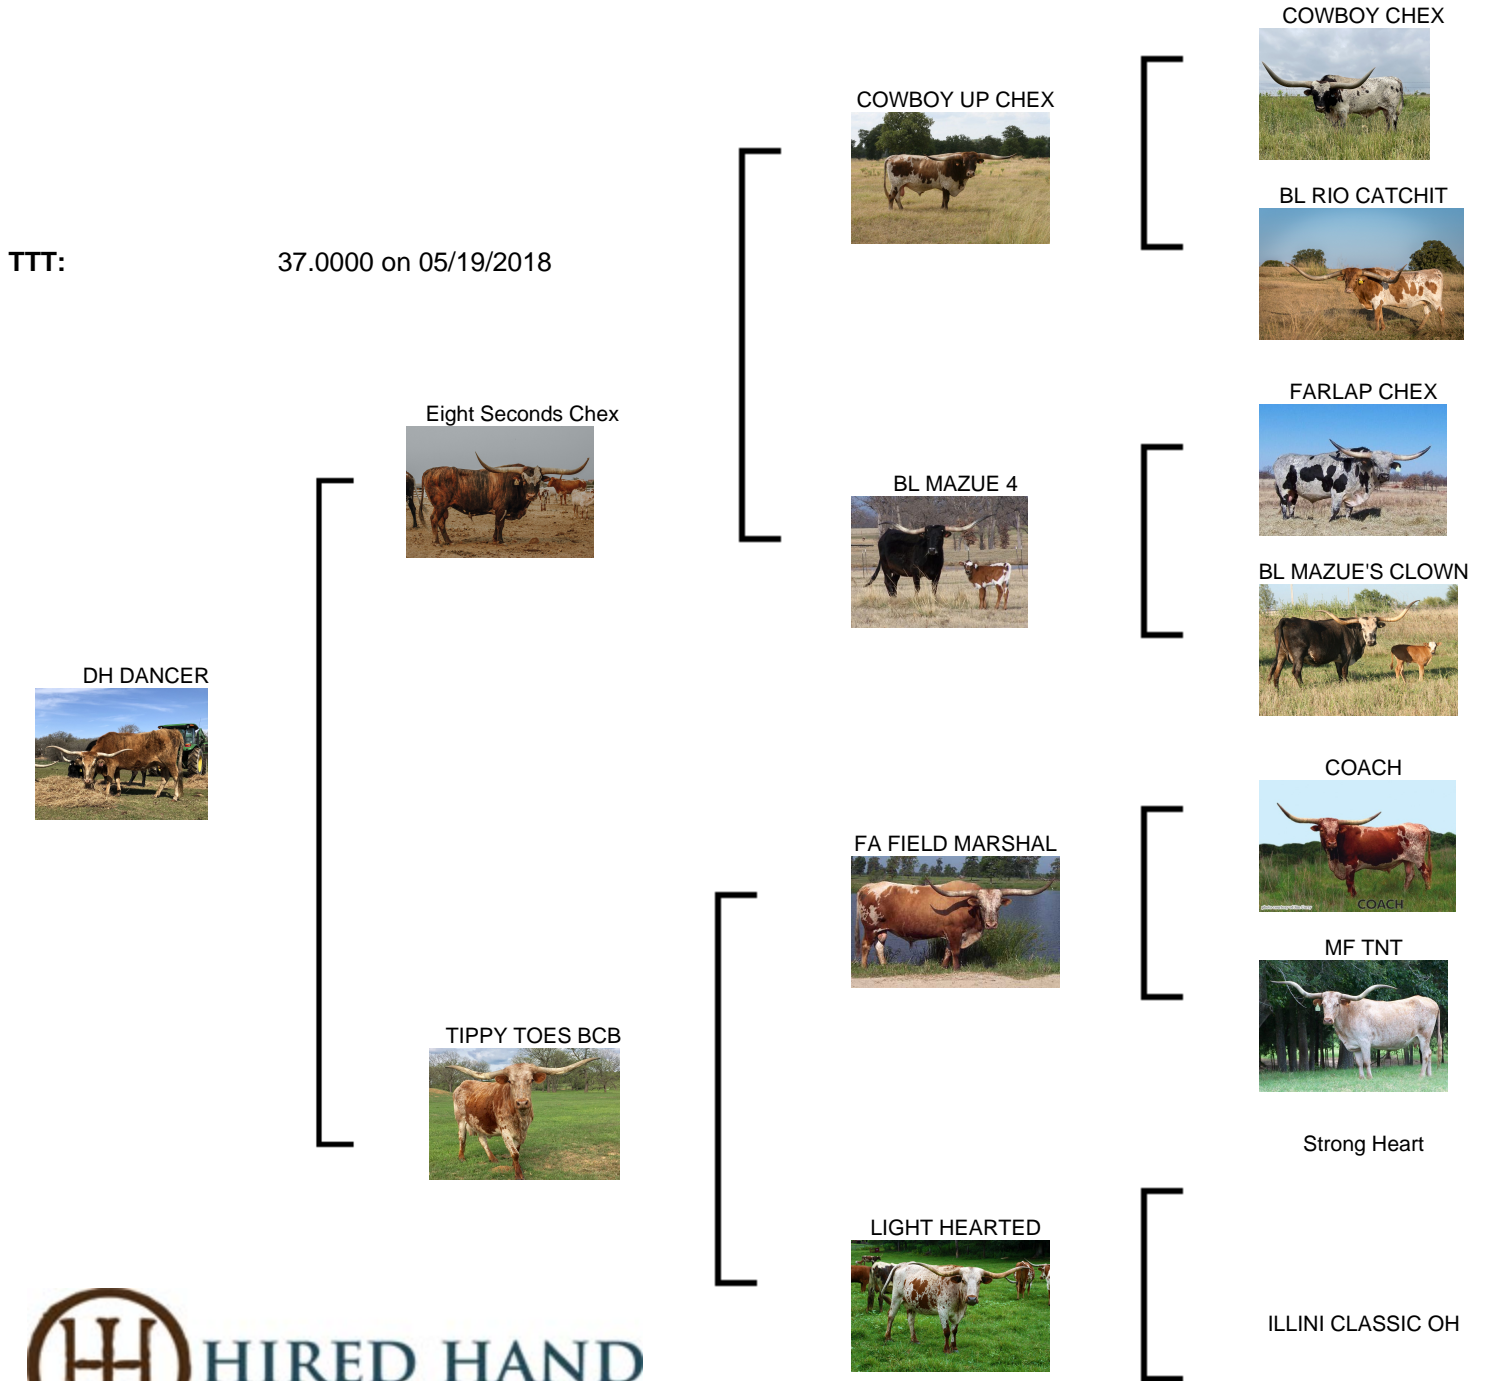 COWBOY CHEX
COWBOY UP CHEX
BL RIO CATCHIT
TTT: 37.0000 on 05/19/2018
FARLAP CHEX
Eight Seconds Chex
BL MAZUE 4
BL MAZUE'S CLOWN
DH DANCER
COACH
FA FIELD MARSHAL
COACH
MF TNT
TIPPY TOES BCB
Strong Heart
LIGHT HEARTED
ILLINI CLASSIC OH
HIRED HAND